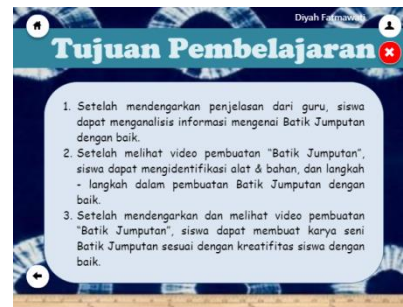 Diyah Fatmawati
Tujuan Pembelajaran
1. Setelah mendengarkan penjelasan dari guru, siswa
dapat menganalisis informasi mengenai Batik Jumputan
dengan baik.
2. Setelah melihat video pembuatan "Batik Jumputan",
siswa dapat mengidentifikasi alat & bahan, dan langkah
- langkah dalam pembuatan Batik Jumputan dengan
baik.
3. Setelah mendengarkan dan melihat video pembuatan
"Batik Jumputan", siswa dapat membuat karya seni
Batik Jumputan sesuai dengan kreatifitas siswa dengan
baik.